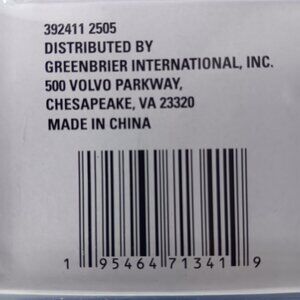 392411 2505
DISTRIBUTED BY
GREENBRIER INTERNATIONAL, INC.
500 VOLVO PARKWAY,
CHESAPEAKE, VA 23320
MADE IN CHINA
1 95464 71341 9